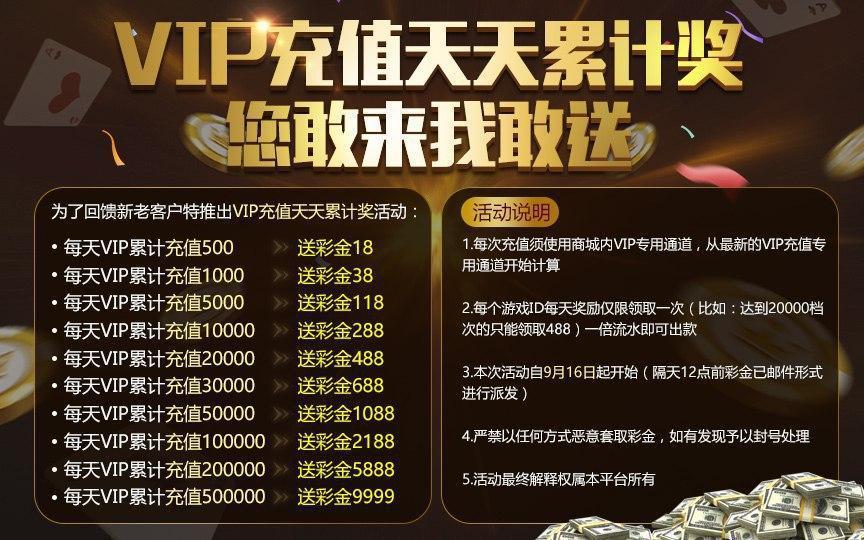 VIP充值天天累计奖
您敢来我敢送
为了回馈新老客户特推出VIP充值天天累计奖活动：
• 每天VIP累计充值500 送彩金18
• 每天VIP累计充值1000 送彩金38
• 每天VIP累计充值5000 送彩金118
• 每天VIP累计充值10000 送彩金288
• 每天VIP累计充值20000 送彩金488
• 每天VIP累计充值30000 送彩金688
• 每天VIP累计充值50000 送彩金1088
• 每天VIP累计充值100000 送彩金2188
• 每天VIP累计充值200000 送彩金5888
• 每天VIP累计充值500000 送彩金9999
活动说明
1.每次充值须使用商城内VIP专用通道，从最新的VIP充值专
用通道开始计算
2.每个游戏ID每天奖励仅限领取一次（比如：达到20000档
次的只能领取488）一倍流水即可出款
3.本次活动自9月16日起开始（隔天12点前彩金已邮件形式
进行派发）
4.严禁以任何方式恶意套取彩金，如有发现予以封号处理
5.活动最终解释权属本平台所有